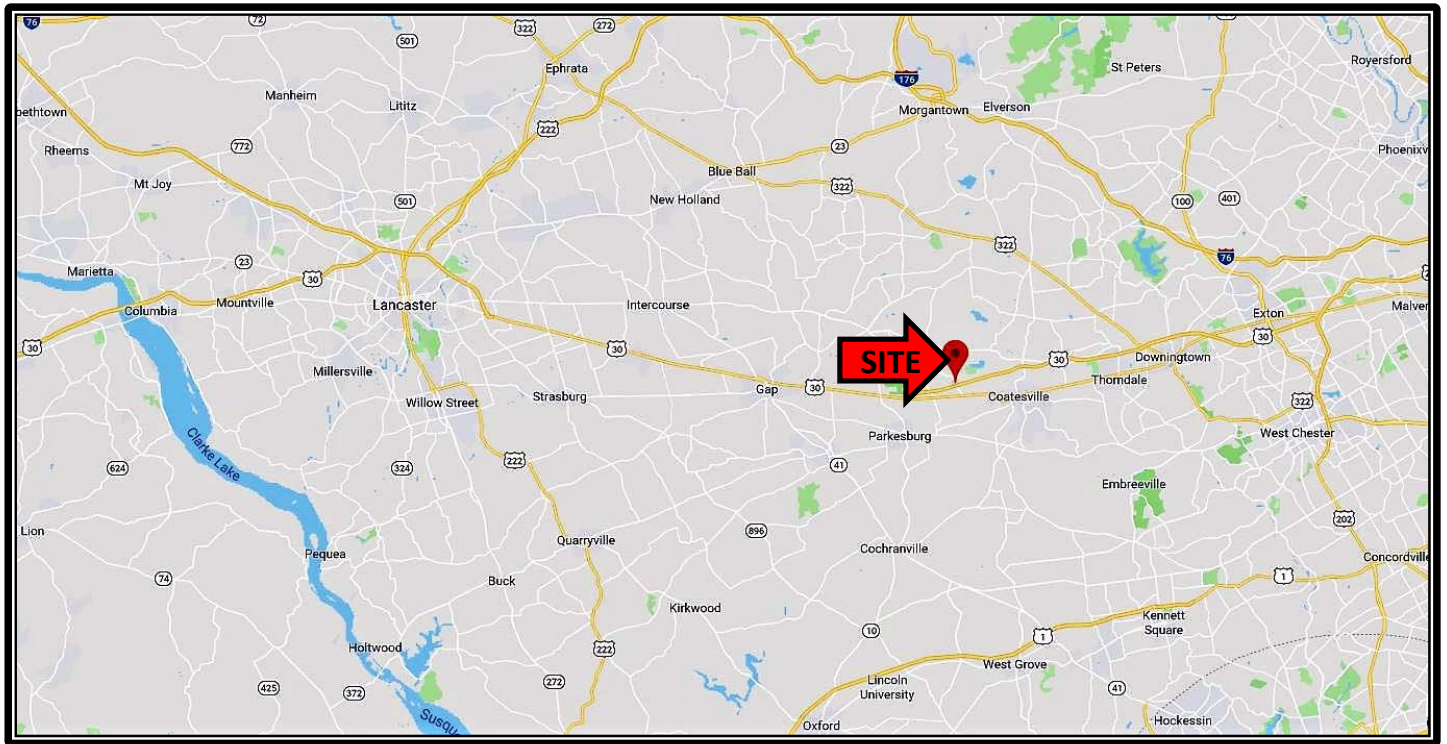 76
72
322
272
501
Ephrata
St Peters
Royersford
176
Manheim
Lititz
Morgantown
Elverson
bethtown
222
772
23
Rheems
Phoenixv
Blue Ball
Mt Joy
322
New Holland
501
100
401
322
23
76
Marietta
30
Mountville
Columbia
Lancaster
Intercourse
Exton
Malver
30
30
30
SITE
30
Downingtown
Millersville
Thorndale
Gap
30
Strasburg
Coatesville
Willow Street
322
Parkesburg
West Chester
222
41
Clarke Lake
624
324
Embreeville
202
Lion
896
Quarryville
Cochranville
Pequea
Concordville
74
Buck
1
Kirkwood
Kennett
Square
10
1
Holtwood
222
West Grove
Lincoln
University
425
372
272
41
Susqu
Oxford
Hockessin